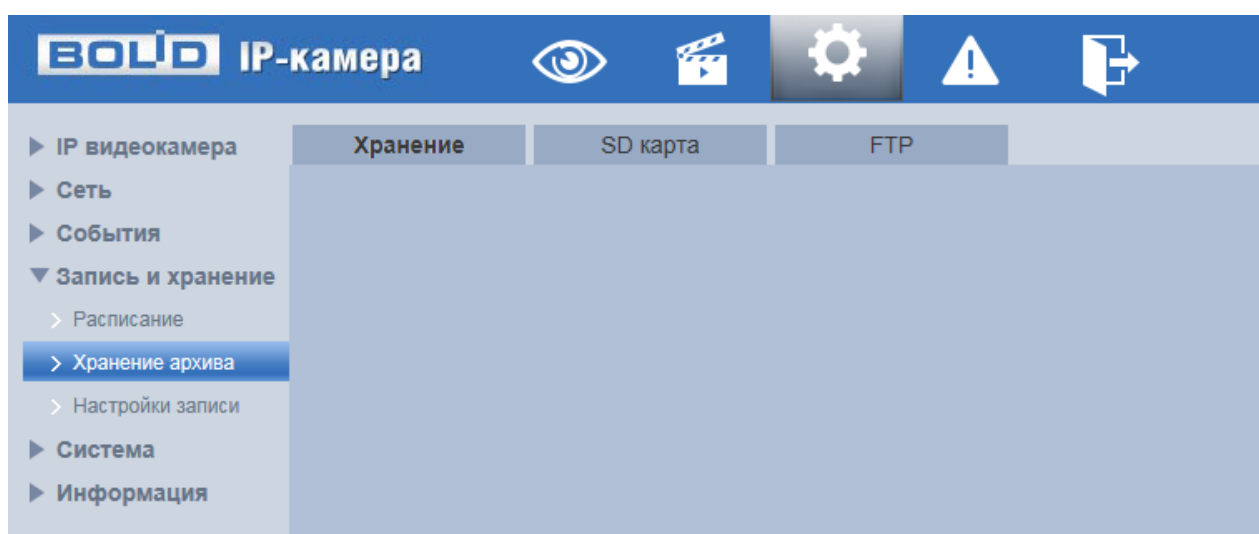 BOLID IP-камера
IP видеокамера
Сеть
События
Запись и хранение
Расписание
Хранение архива
Настройки записи
Система
Информация
Хранение SD карта FTP